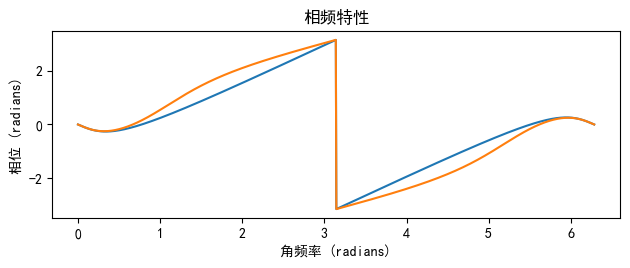 相频特性
2
0
-2
相位 (radians)
0 1 2 3 4 5 6
角频率 (radians)